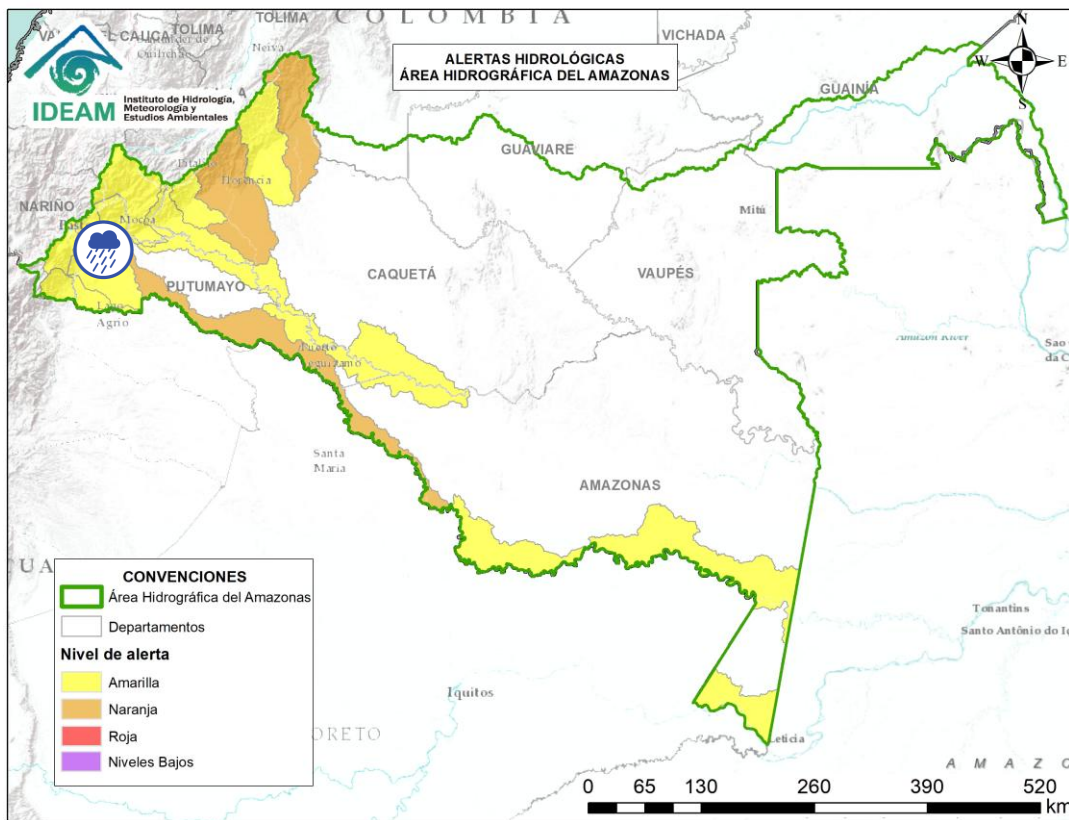 COLOMBIA
TOLIMA
TOLIMA
VICHADA
Neiva
ALERTAS HIDROLÓGICAS
ÁREA HIDROGRÁFICA DEL AMAZONAS
N
W
E
S
IDEAM
Instituto de Hidrología,
Meteorología y
Estudios Ambientales
GUAINÍA
GUAVIARE
Florencia
NARIÑO
Mocoa
Mitú
CAQUETÁ
VAUPÉS
PUTUMAYO
Lago
Agrio
Amazon River
Puerto
Leguízamo
Santa
María
AMAZONAS
CONVENCIONES
Área Hidrográfica del Amazonas
Departamentos
Nivel de alerta
Amarilla
Naranja
Roja
Niveles Bajos
Tonantins
Santo Antônio do
Iquitos
Leticia
0 65 130 260 390 520
km